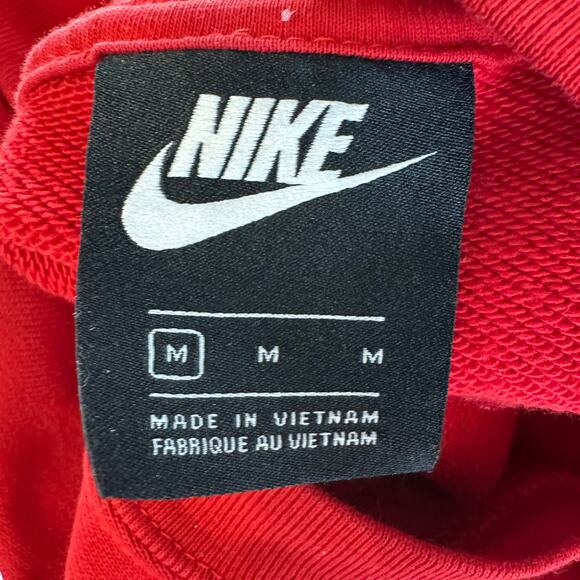 NIKE
M M M
MADE IN VIETNAM
FABRIQUE AU VIETNAM